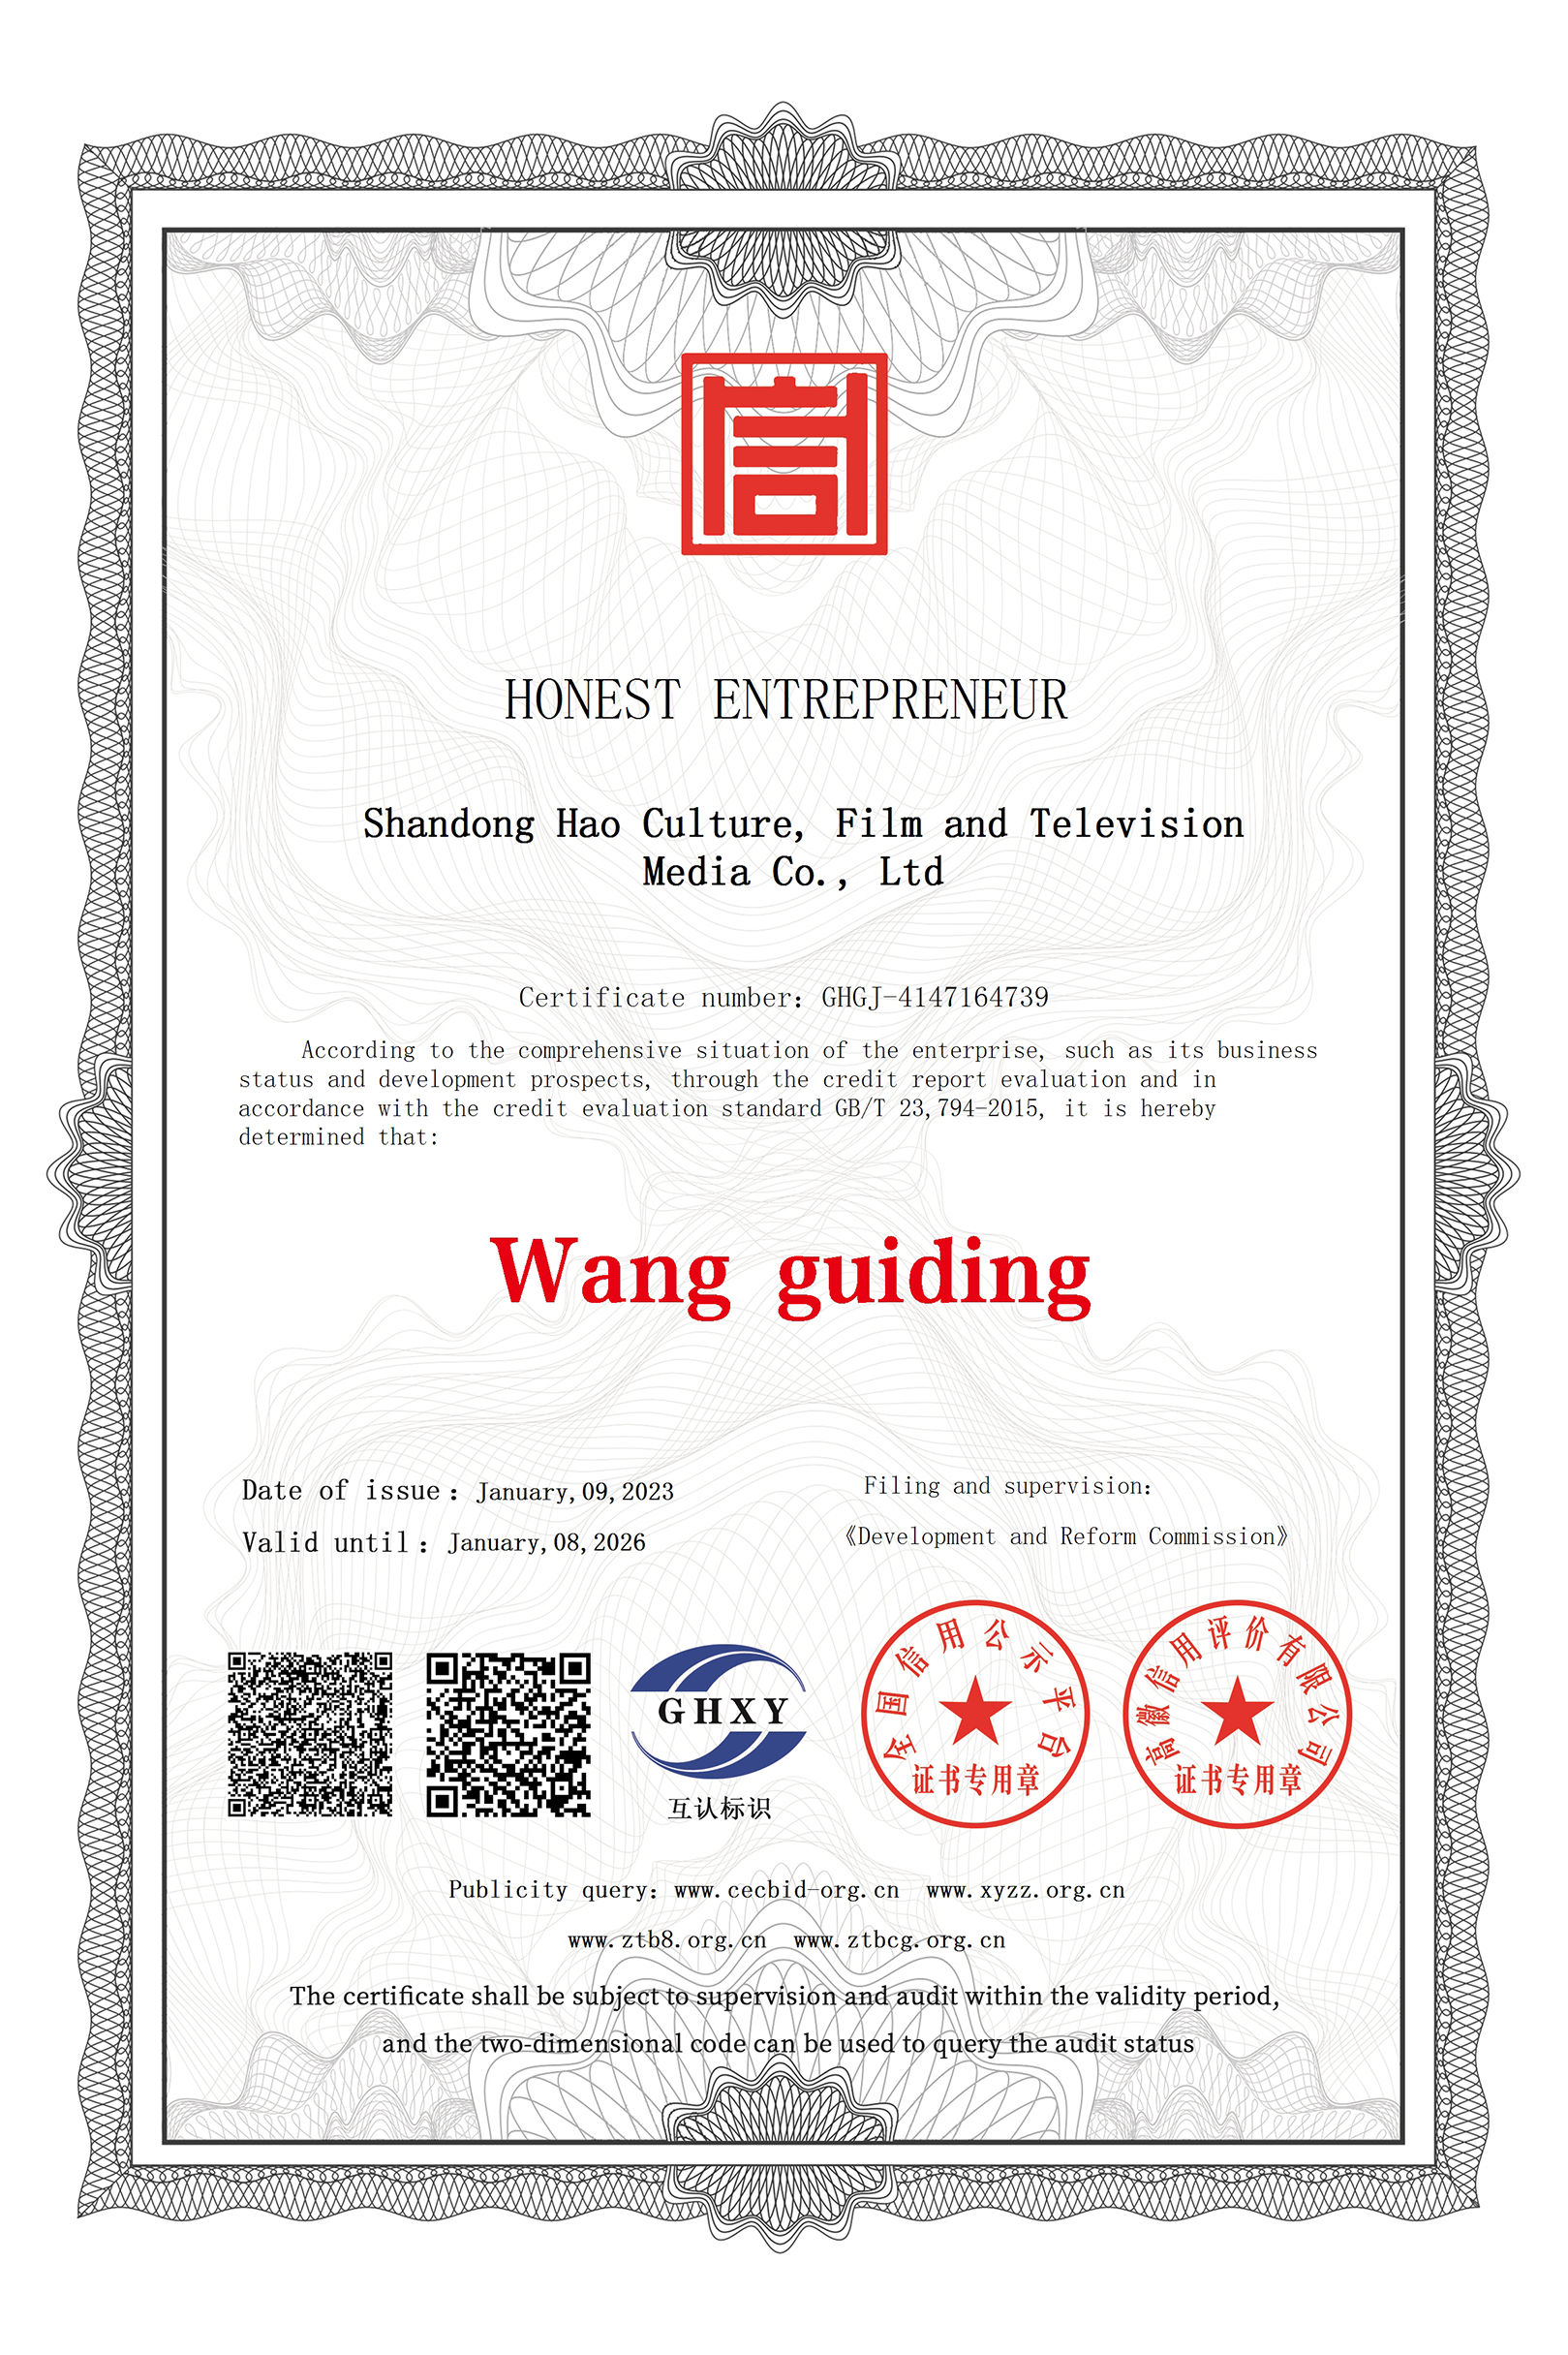 信
HONEST ENTREPRENEUR
Shandong Hao Culture, Film and Television
Media Co., Ltd
Certificate number: GHGJ-4147164739
According to the comprehensive situation of the enterprise, such as its business
status and development prospects, through the credit report evaluation and in
accordance with the credit evaluation standard GB/T 23,794-2015, it is hereby
determined that:
Wang guiding
Date of issue：January,09,2023
Valid until：January,08,2026
Filing and supervision:
《Development and Reform Commission》
GHXY
互认标识
全国信用公示平台
证书专用章
高徽信用评价有限公司
证书专用章
Publicity query: www.cecbid-org.cn www.xyzz.org.cn
www.ztb8.org.cn www.ztbcg.org.cn
The certificate shall be subject to supervision and audit within the validity period,
and the two-dimensional code can be used to query the audit status